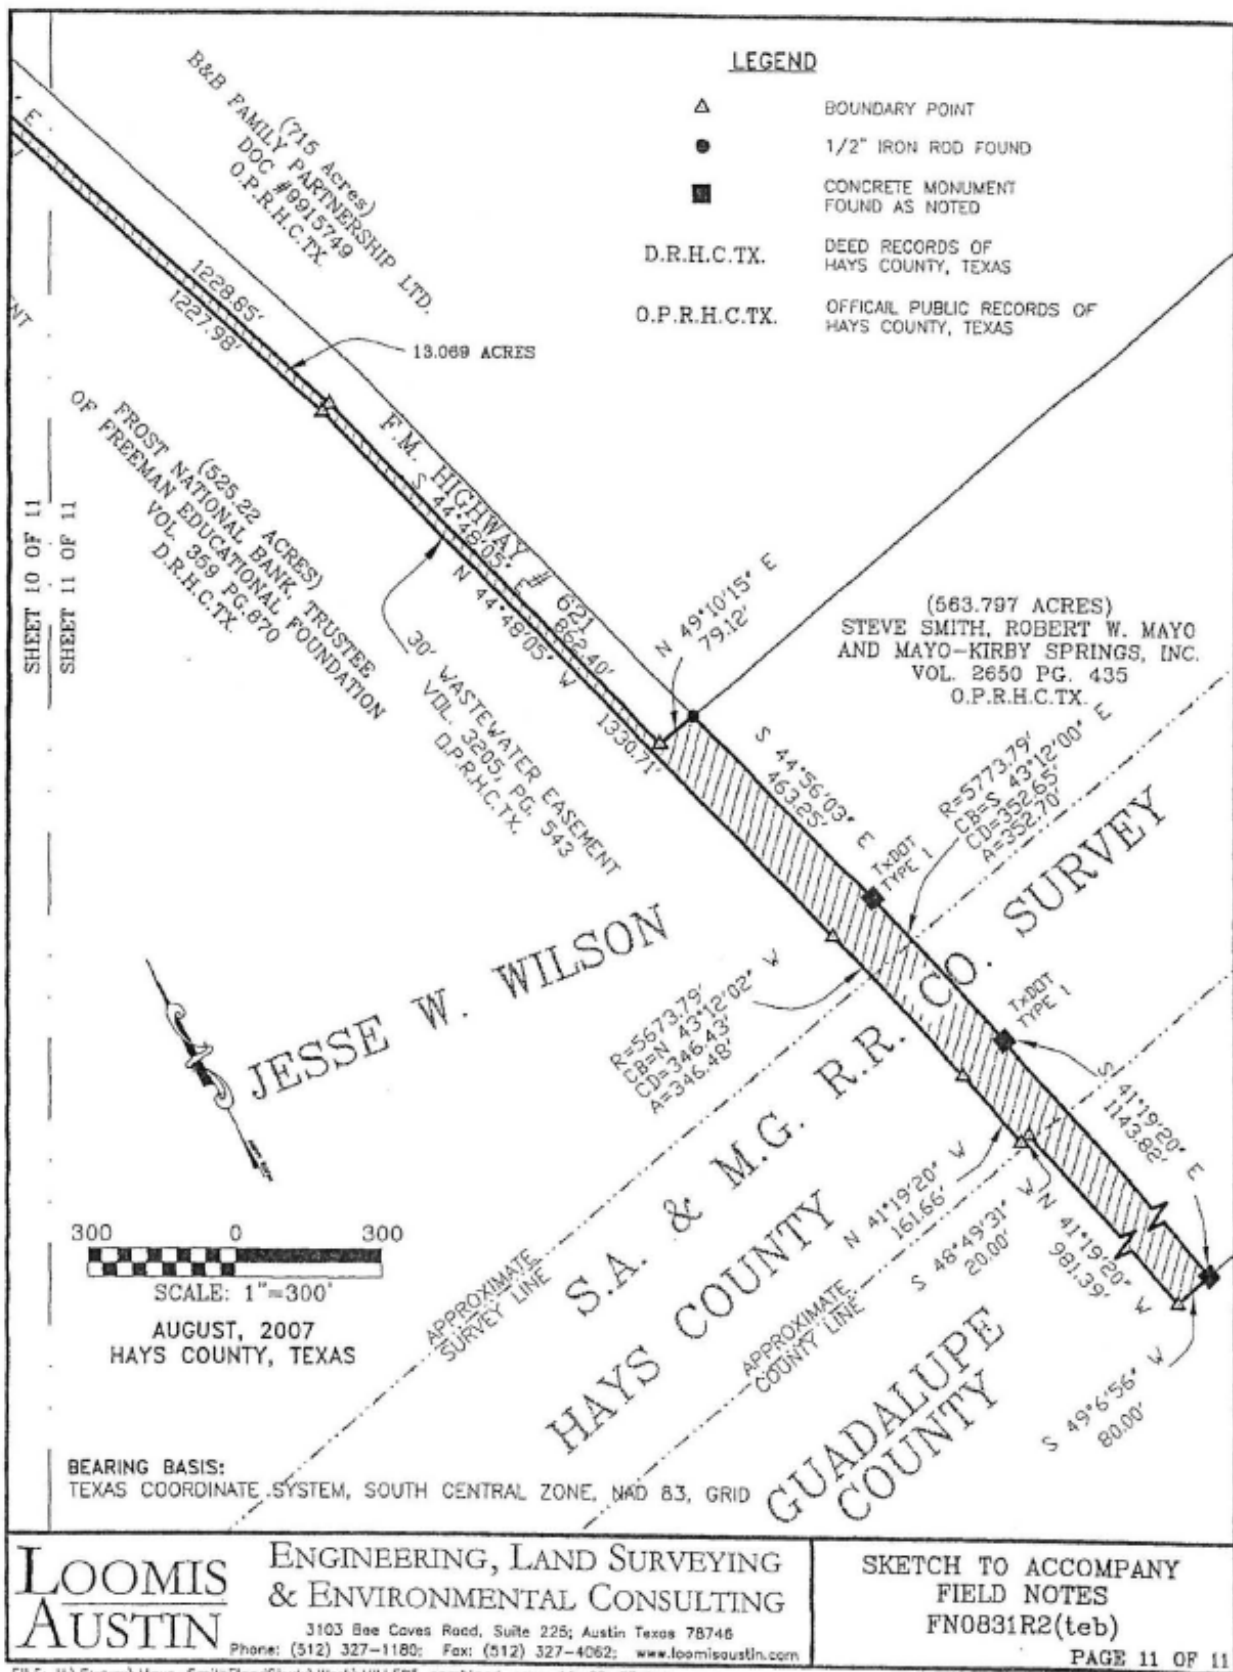 LEGEND
BOUNDARY POINT
1/2" IRON ROD FOUND
CONCRETE MONUMENT
FOUND AS NOTED
D.R.H.C.TX.
DEED RECORDS OF
HAYS COUNTY, TEXAS
O.P.R.H.C.TX.
OFFICAIL PUBLIC RECORDS OF
HAYS COUNTY, TEXAS
(715 Acres)
B&B FAMILY PARTNERSHIP LTD.
DOC #9915749
O.P.R.H.C.TX.
E
1228.85'
1227.98'
13.069 ACRES
(525.22 ACRES)
FROST NATIONAL BANK, TRUSTEE
OF FREEMAN EDUCATIONAL FOUNDATION
VOL. 359 PG.670
D.R.H.C.TX.
SHEET 10 OF 11
SHEET 11 OF 11
F.M. HIGHWAY # 621
S 44°48'05" E
862.40'
N 44°48'05" W
1330.71'
30' WASTEWATER EASEMENT
VOL. 3205, PG. 543
O.P.R.H.C.TX.
N 49°10'15" E
79.12'
(563.797 ACRES)
STEVE SMITH, ROBERT W. MAYO
AND MAYO-KIRBY SPRINGS, INC.
VOL. 2650 PG. 435
O.P.R.H.C.TX.
S 44°56'03" E
463.25'
TxDOT
TYPE 1
R=5773.79'
CB=S 43°12'00" E
CD=352.65'
A=352.70'
JESSE W. WILSON
R=5673.79'
CB=N 43°12'02" W
CD=346.43'
A=346.48'
S.A. & M.G. R.R. CO. SURVEY
TxDOT
TYPE 1
S 41°19'20" E
1143.82'
N 41°19'20" W
161.66'
S 48°49'31" W
20.00'
N 41°19'20" W
981.39'
S 49°6'56" W
80.00'
APPROXIMATE
SURVEY LINE
HAYS COUNTY
APPROXIMATE
COUNTY LINE
GUADALUPE
COUNTY
300 0 300
SCALE: 1"=300'
AUGUST, 2007
HAYS COUNTY, TEXAS
BEARING BASIS:
TEXAS COORDINATE SYSTEM, SOUTH CENTRAL ZONE, NAD 83, GRID
LOOMIS
AUSTIN
ENGINEERING, LAND SURVEYING
& ENVIRONMENTAL CONSULTING
3103 Bee Caves Road, Suite 225; Austin Texas 78746
Phone: (512) 327-1180; Fax: (512) 327-4062; www.loomisaustin.com
SKETCH TO ACCOMPANY
FIELD NOTES
FN0831R2(teb)
PAGE 11 OF 11